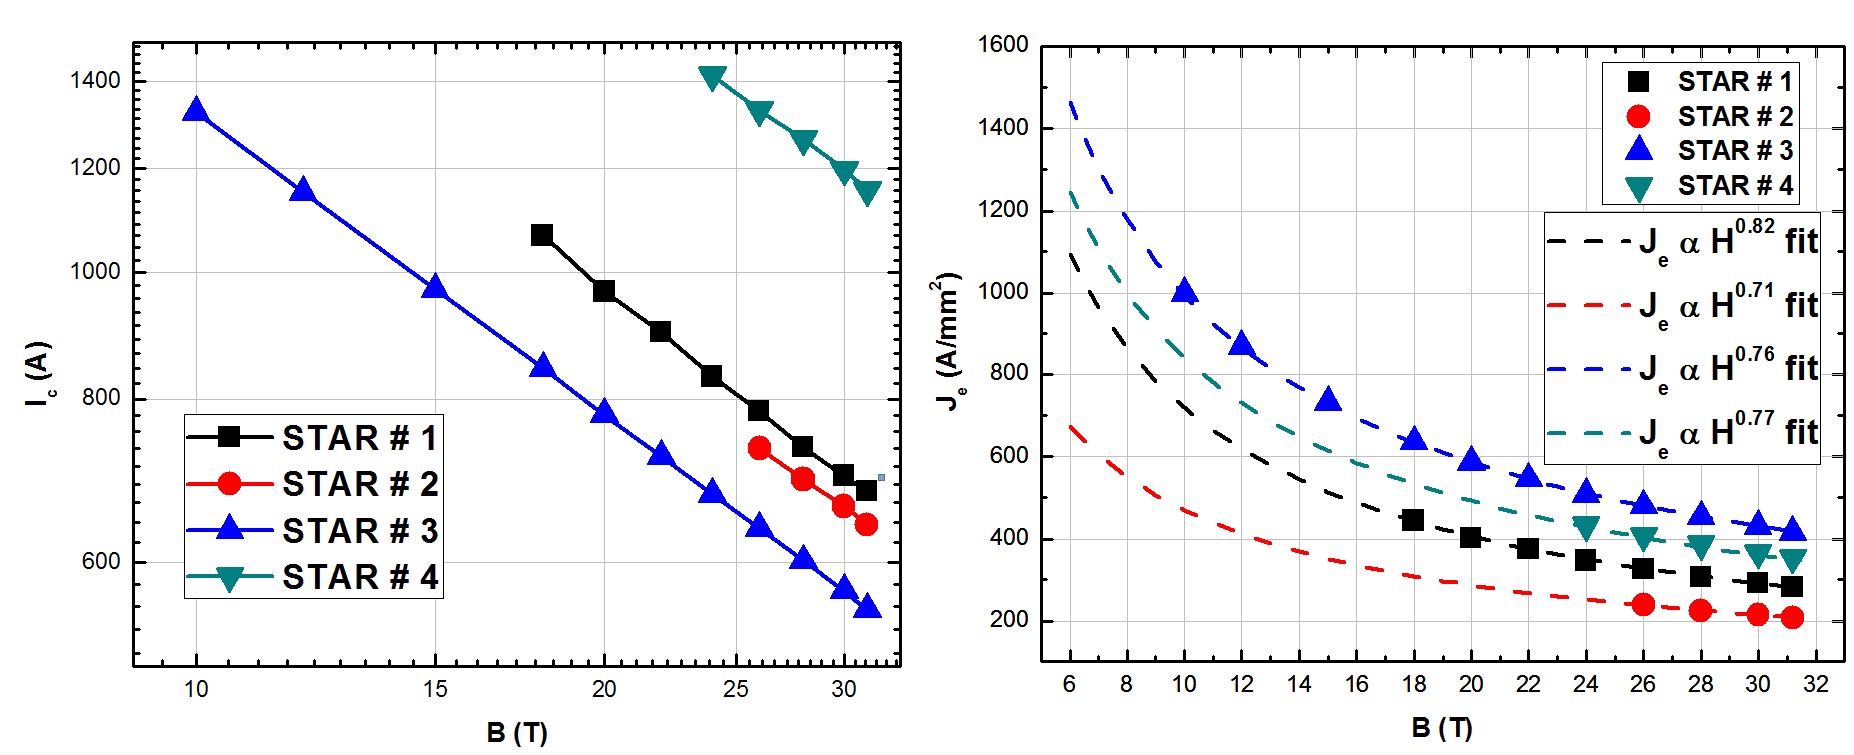 1400
1200
1000
800
600
I_c (A)
10
15
20
25
30
B (T)
STAR # 1
STAR # 2
STAR # 3
STAR # 4
1600
1400
1200
1000
800
600
400
200
J_e (A/mm²)
6
8
10
12
14
16
18
20
22
24
26
28
30
32
B (T)
STAR # 1
STAR # 2
STAR # 3
STAR # 4
J_e α H^0.82 fit
J_e α H^0.71 fit
J_e α H^0.76 fit
J_e α H^0.77 fit